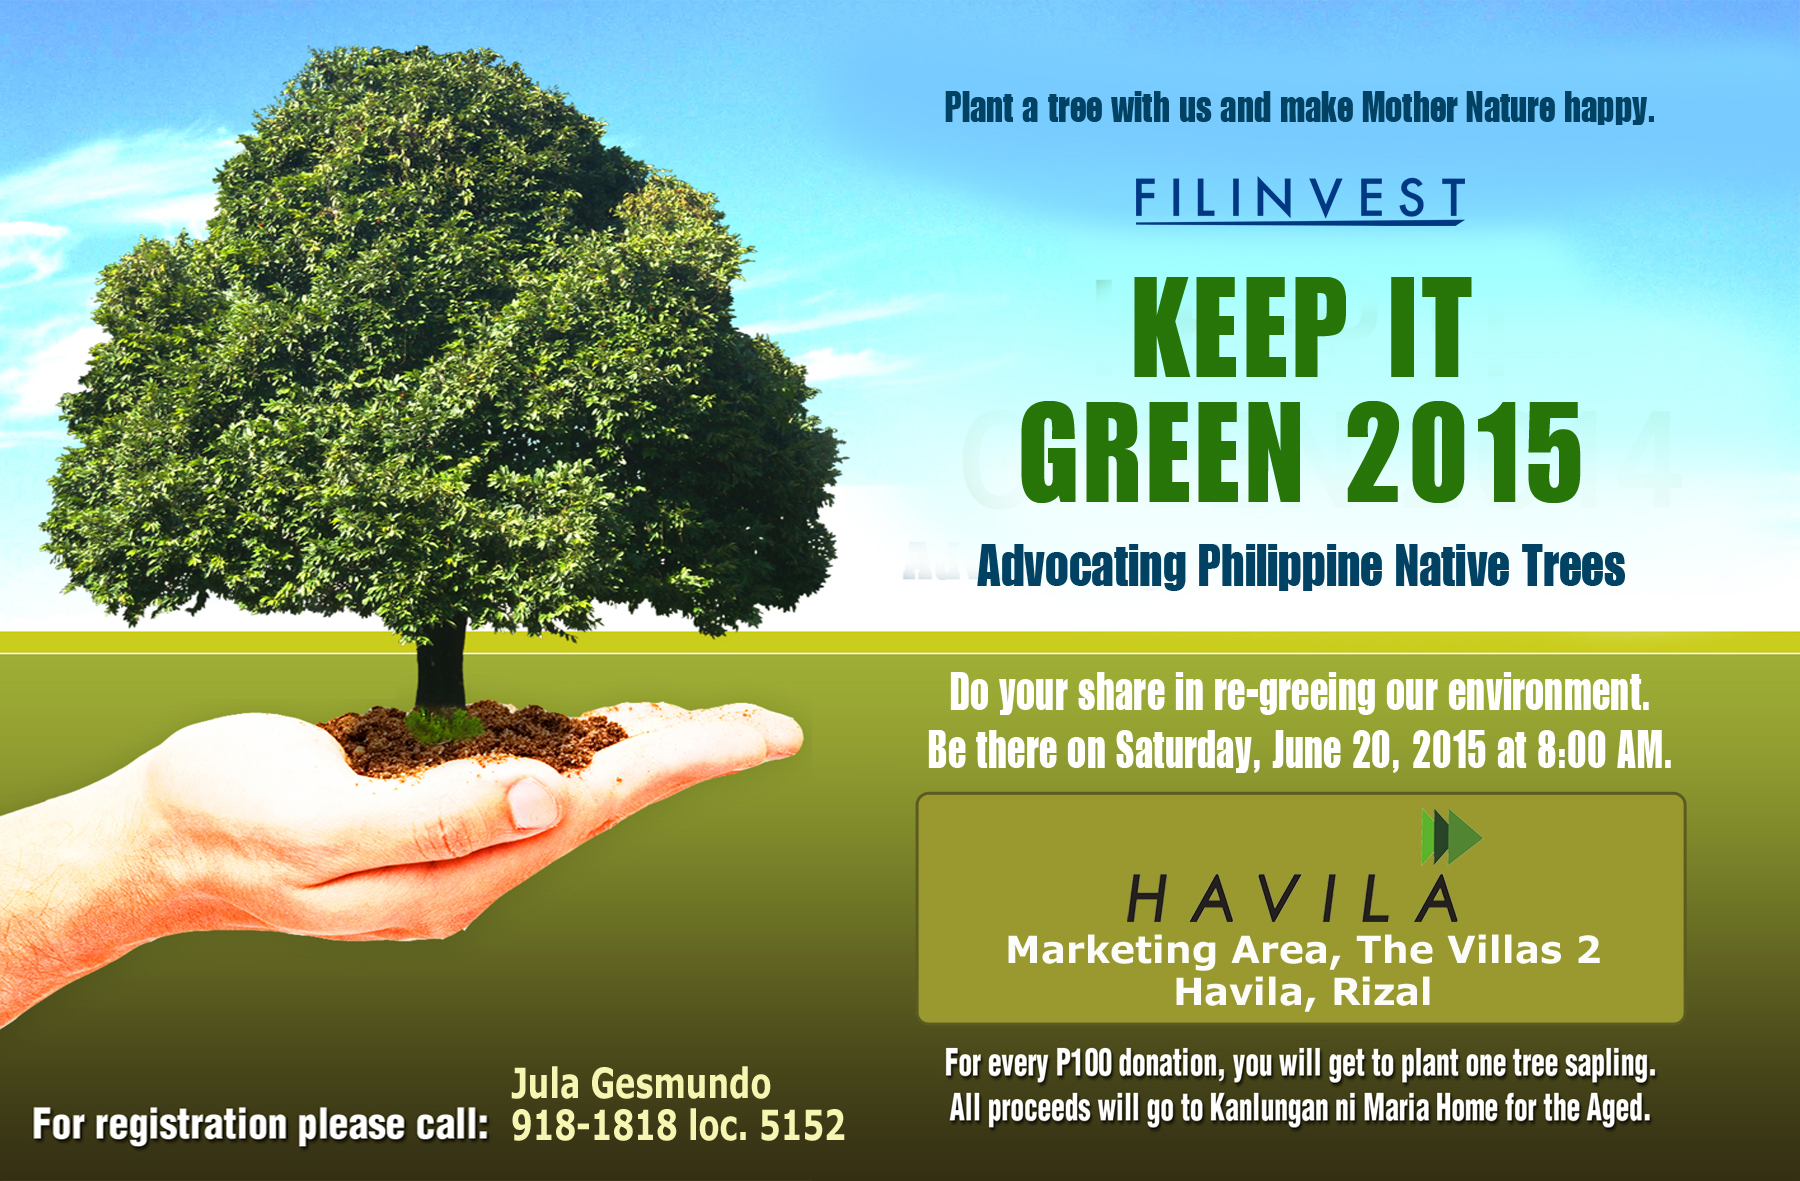 Plant a tree with us and make Mother Nature happy.
FILINVEST
KEEP IT
GREEN 2015
Advocating Philippine Native Trees
Do your share in re-greeing our environment.
Be there on Saturday, June 20, 2015 at 8:00 AM.
HAVILA
Marketing Area, The Villas 2
Havila, Rizal
For every P100 donation, you will get to plant one tree sapling.
All proceeds will go to Kanlungan ni Maria Home for the Aged.
For registration please call:
Jula Gesmundo
918-1818 loc. 5152